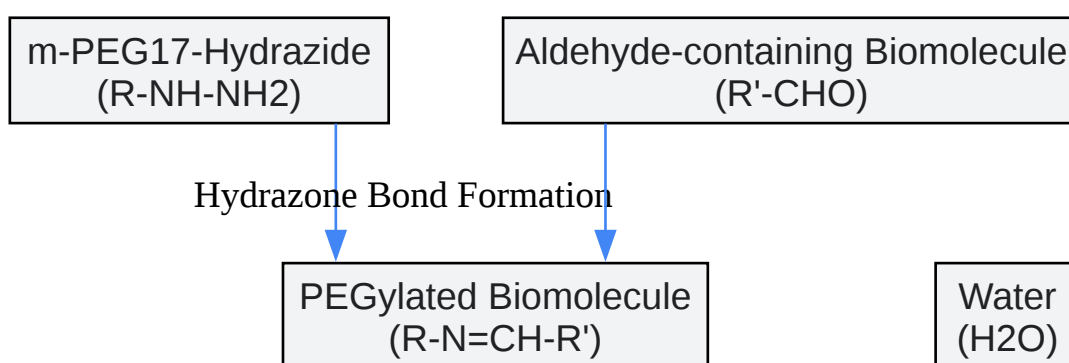 m-PEG17-Hydrazide
(R-NH-NH2)
Aldehyde-containing Biomolecule
(R'-CHO)
Hydrazone Bond Formation
PEGylated Biomolecule
(R-N=CH-R')
Water
(H2O)